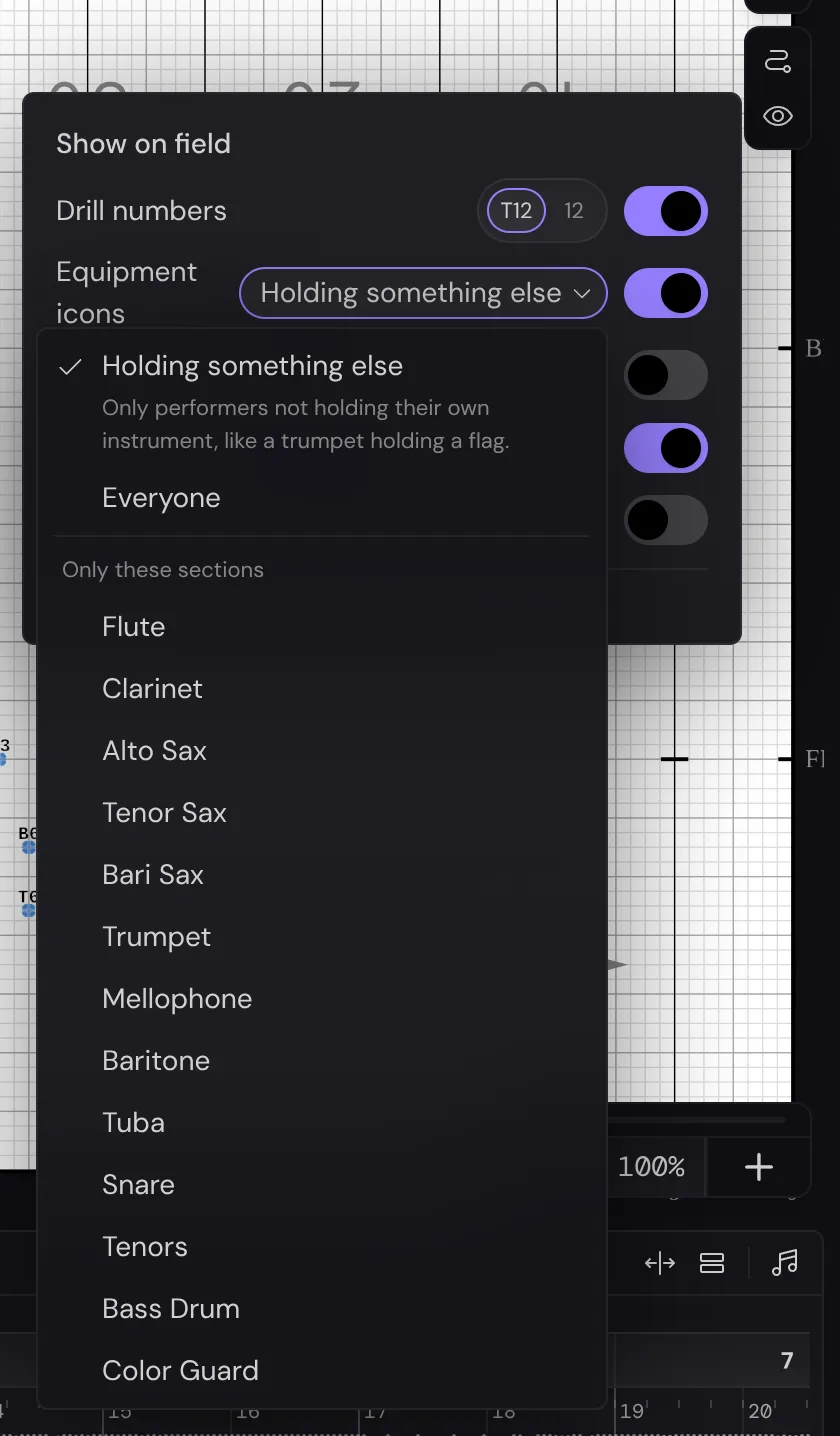 Show on field
Drill numbers
T12
12
Equipment
icons
Holding something else
Holding something else
Only performers not holding their own
instrument, like a trumpet holding a flag.
Everyone
Only these sections
Flute
Clarinet
Alto Sax
Tenor Sax
Bari Sax
Trumpet
Mellophone
Baritone
Tuba
Snare
Tenors
Bass Drum
Color Guard
B
3
B6
T6
100%
7
15
16
17
18
19
20